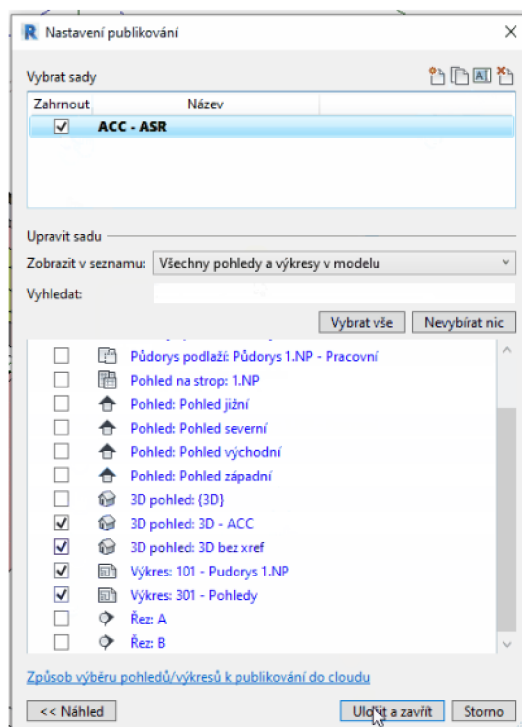 Nastavení publikování
Vybrat sady
Zahrnout Název
ACC - ASR
Upravit sadu
Zobrazit v seznamu: Všechny pohledy a výkresy v modelu
Vyhledat:
Vybrat vše Nevybírat nic
Půdorys podlaží: Půdorys 1.NP - Pracovní
Pohled na strop: 1.NP
Pohled: Pohled jižní
Pohled: Pohled severní
Pohled: Pohled východní
Pohled: Pohled západní
3D pohled: {3D}
3D pohled: 3D - ACC
3D pohled: 3D bez xref
Výkres: 101 - Pudorys 1.NP
Výkres: 301 - Pohledy
Řez: A
Řez: B
Způsob výběru pohledů/výkresů k publikování do cloudu
<< Náhled Uložit a zavřít Storno